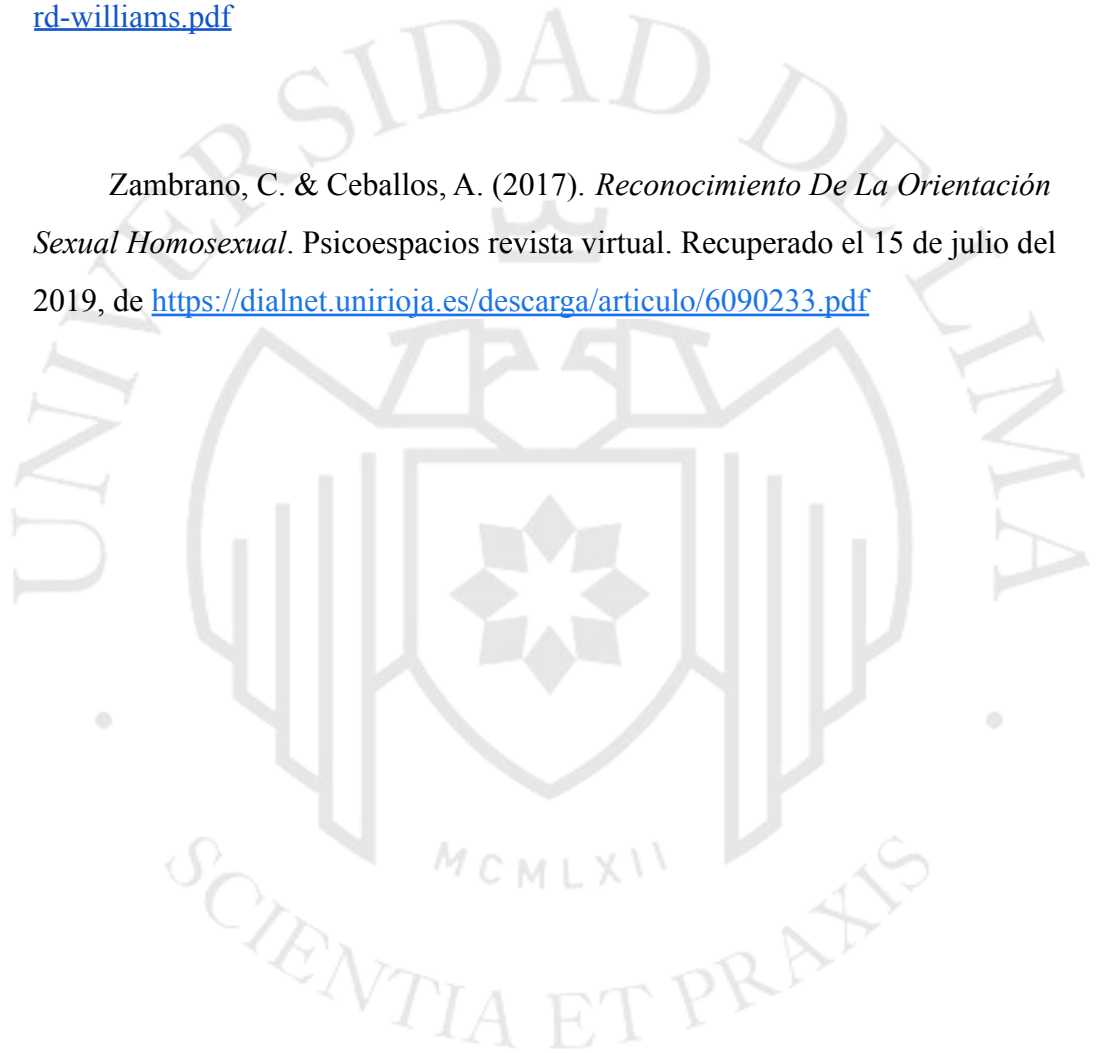 rd-williams.pdf
Zambrano, C. & Ceballos, A. (2017). Reconocimiento De La Orientación
Sexual Homosexual. Psicoespacios revista virtual. Recuperado el 15 de julio del
2019, de https://dialnet.unirioja.es/descarga/articulo/6090233.pdf
UNIVERSIDAD DE LIMA
MCMLXII
SCIENTIA ET PRAXIS